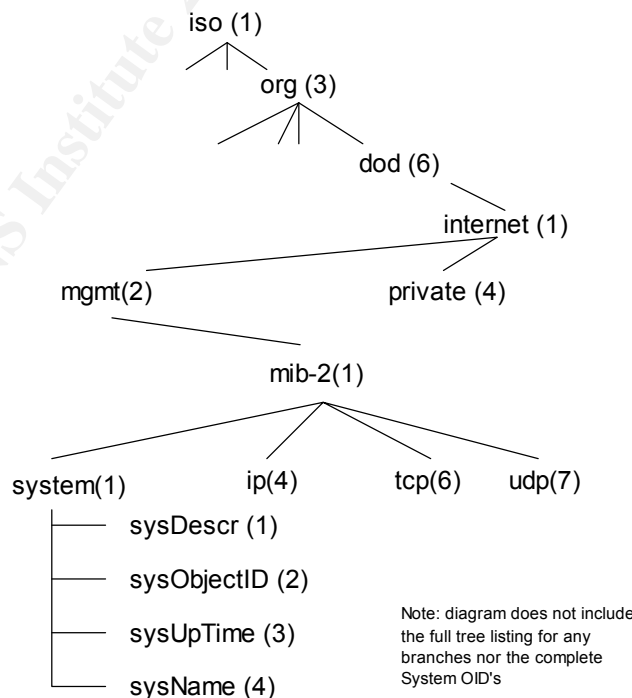 iso (1)
org (3)
dod (6)
internet (1)
mgmt(2) private (4)
mib-2(1)
system(1) ip(4) tcp(6) udp(7)
sysDescr (1)
sysObjectID (2)
sysUpTime (3)
sysName (4)
Note: diagram does not include
the full tree listing for any
branches nor the complete
System OID's
NS Institute